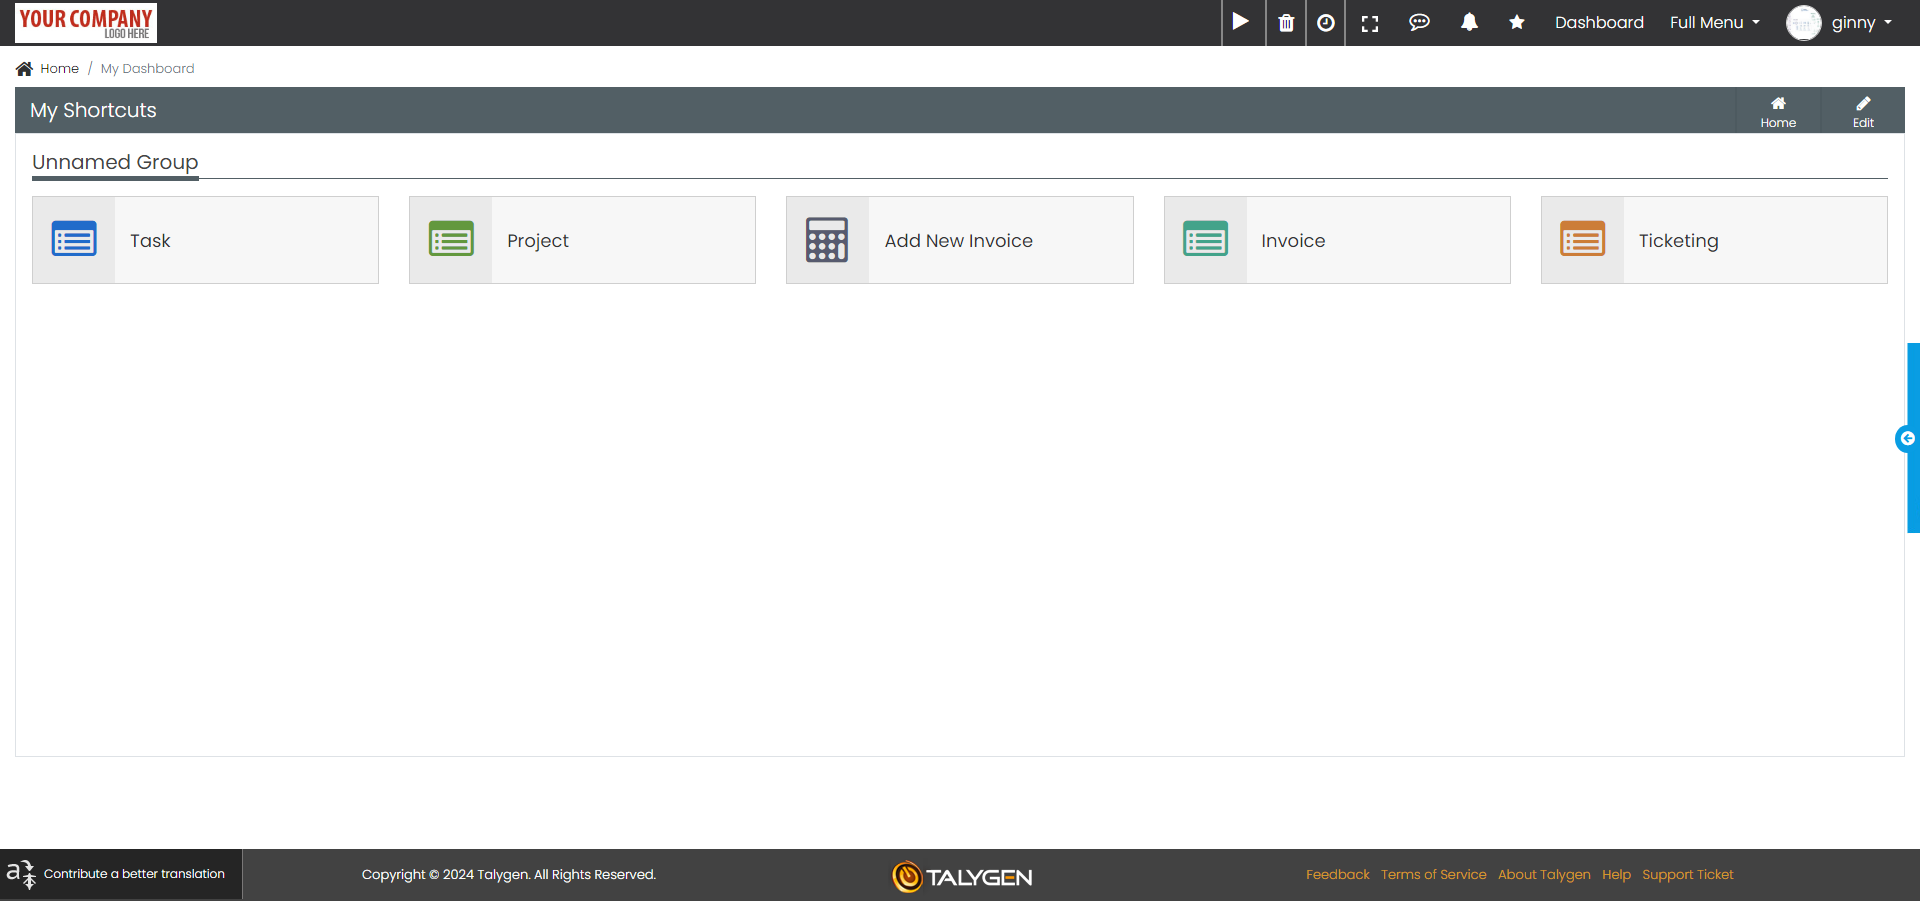 YOUR COMPANY
LOGO HERE
Dashboard
Full Menu
ginny
Home / My Dashboard
My Shortcuts
Home
Edit
Unnamed Group
Task
Project
Add New Invoice
Invoice
Ticketing
Contribute a better translation
Copyright © 2024 Talygen. All Rights Reserved.
TALYGEN
Feedback
Terms of Service
About Talygen
Help
Support Ticket